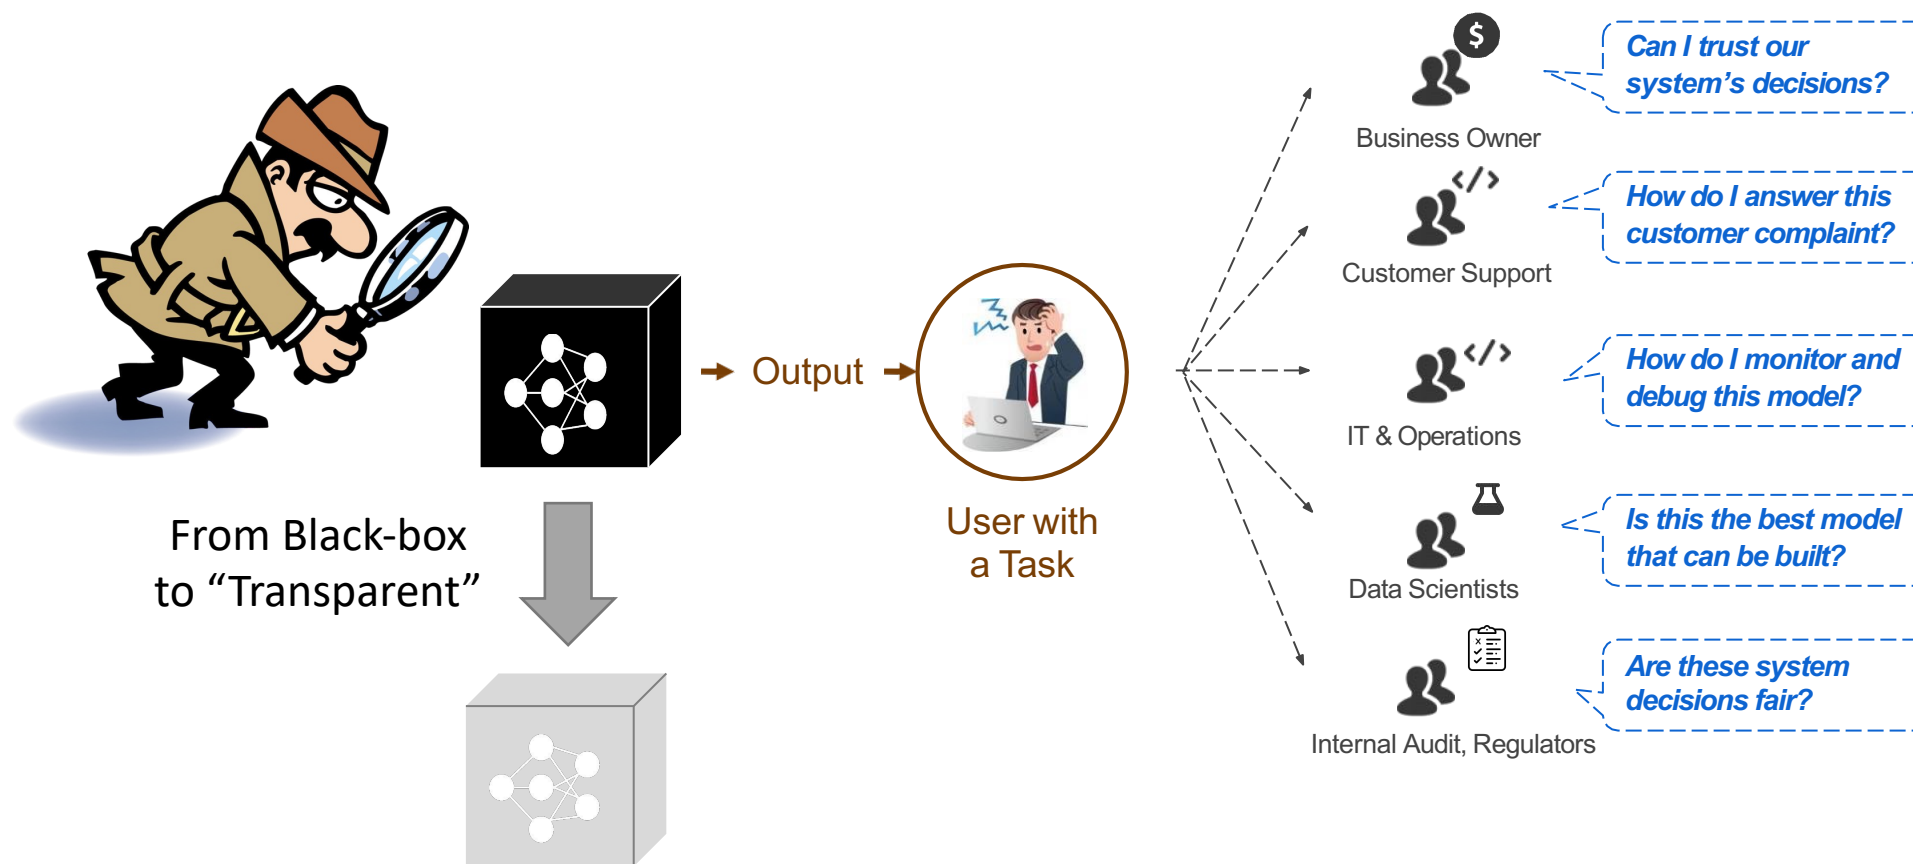 From Black-box
to “Transparent”
Output
User with
a Task
$
Business Owner
Can I trust our
system’s decisions?
</>
Customer Support
How do I answer this
customer complaint?
</>
IT & Operations
How do I monitor and
debug this model?
Data Scientists
Is this the best model
that can be built?
Internal Audit, Regulators
Are these system
decisions fair?